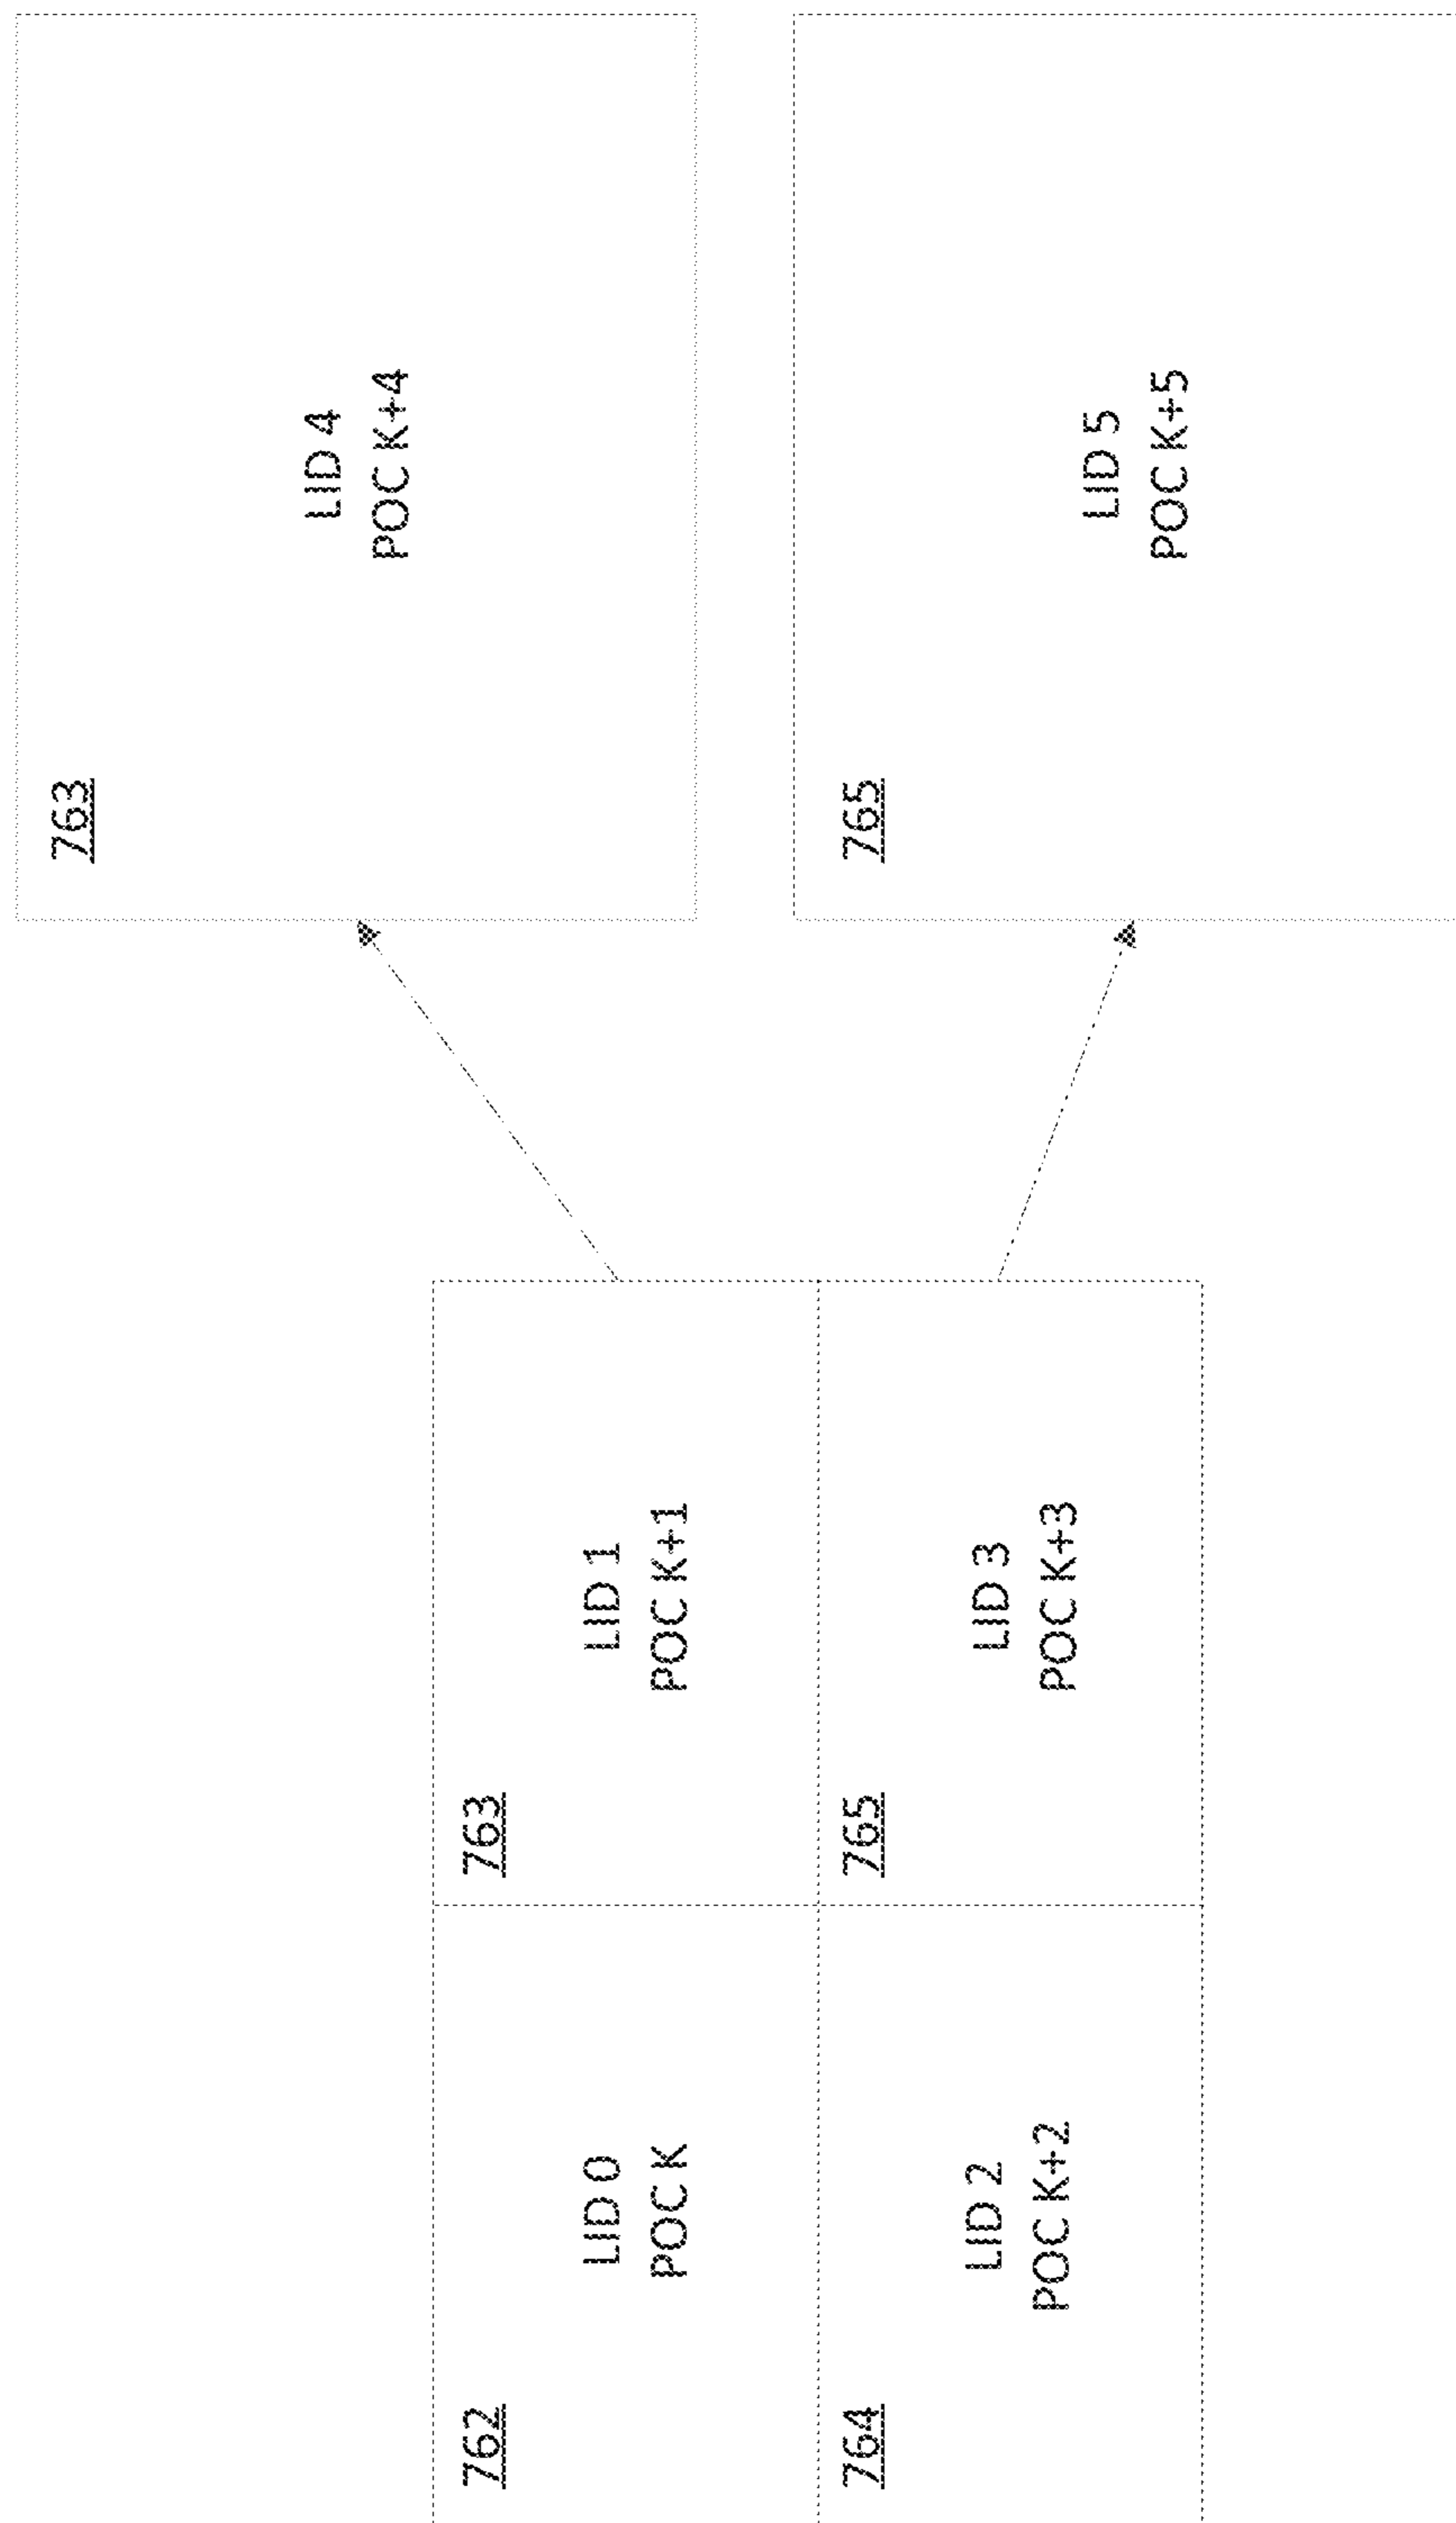 762
LID 0
POC K
763
LID 1
POC K+1
764
LID 2
POC K+2
765
LID 3
POC K+3
763
LID 4
POC K+4
765
LID 5
POC K+5